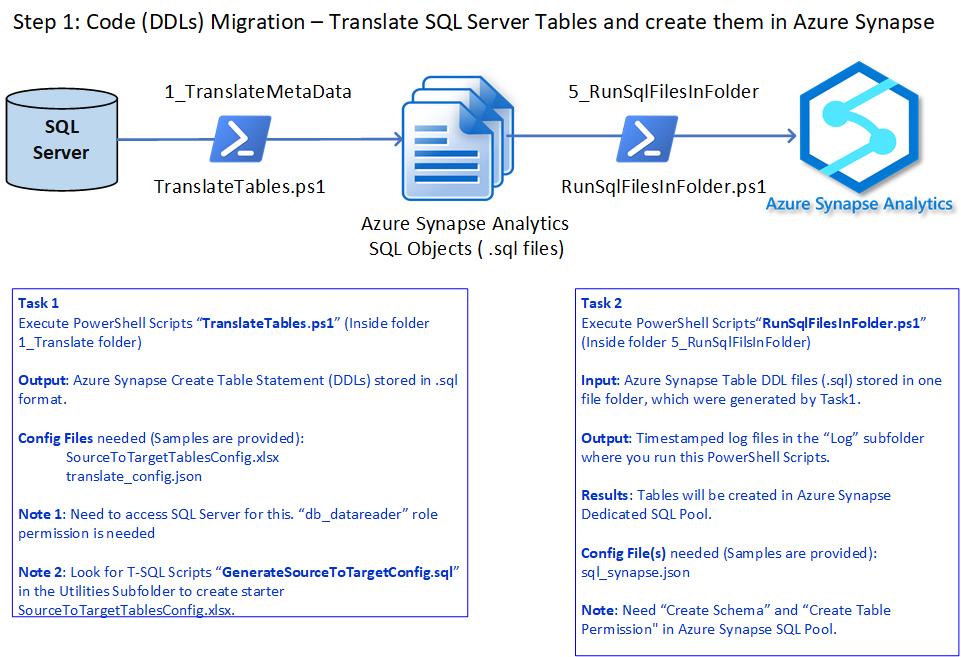 Step 1: Code (DDLs) Migration – Translate SQL Server Tables and create them in Azure Synapse
1_TranslateMetaData
5_RunSqlFilesInFolder
SQL
Server
TranslateTables.ps1
RunSqlFilesInFolder.ps1
Azure Synapse Analytics
Azure Synapse Analytics
SQL Objects ( .sql files)
Task 1
Execute PowerShell Scripts “TranslateTables.ps1” (Inside folder
1_Translate folder)
Output: Azure Synapse Create Table Statement (DDLs) stored in .sql
format.
Config Files needed (Samples are provided):
SourceToTargetTablesConfig.xlsx
translate_config.json
Note 1: Need to access SQL Server for this. “db_datareader” role
permission is needed
Note 2: Look for T-SQL Scripts “GenerateSourceToTargetConfig.sql”
in the Utilities Subfolder to create starter
SourceToTargetTablesConfig.xlsx.
Task 2
Execute PowerShell Scripts“RunSqlFilesInFolder.ps1”
(Inside folder 5_RunSqlFilsInFolder)
Input: Azure Synapse Table DDL files (.sql) stored in one
file folder, which were generated by Task1.
Output: Timestamped log files in the “Log” subfolder
where you run this PowerShell Scripts.
Results: Tables will be created in Azure Synapse
Dedicated SQL Pool.
Config File(s) needed (Samples are provided):
sql_synapse.json
Note: Need “Create Schema” and “Create Table
Permission" in Azure Synapse SQL Pool.